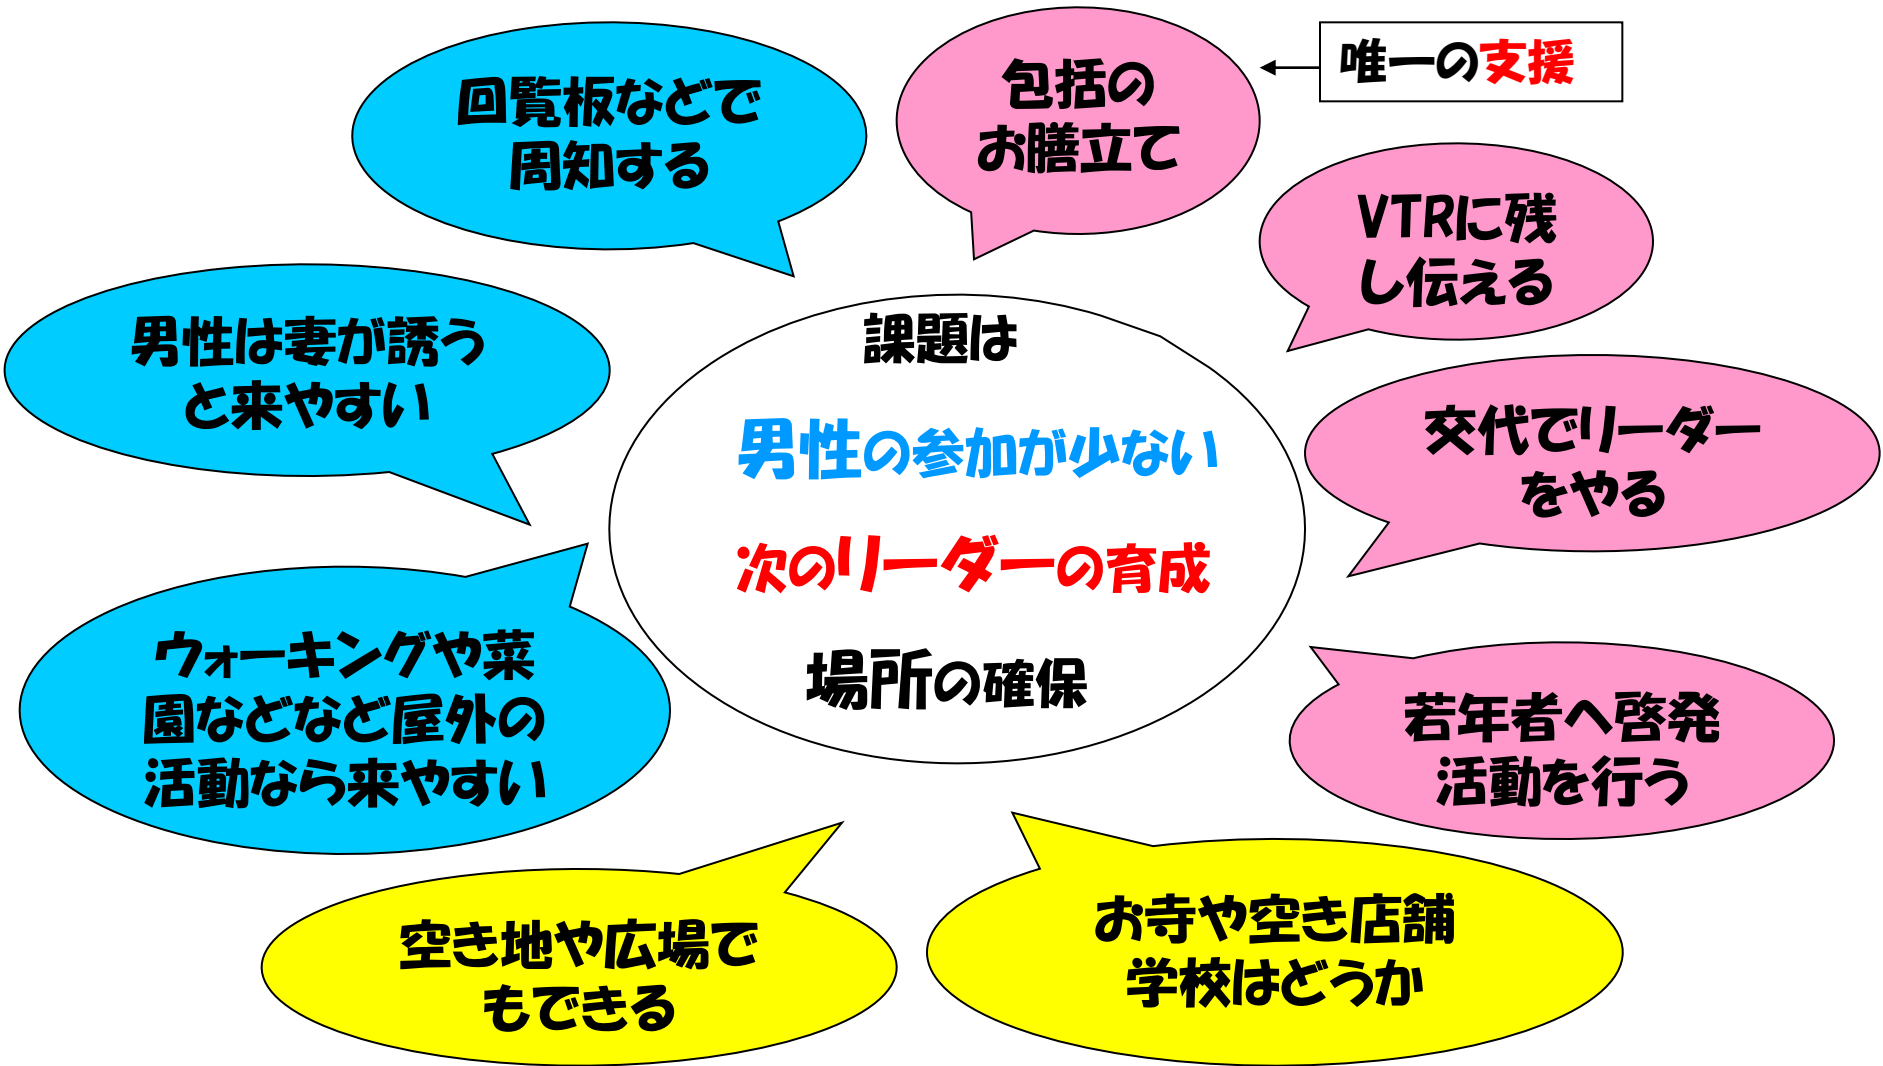 回覧板などで
周知する
包括の
お膳立て
唯一の支援
VTRに残
し伝える
男性は妻が誘う
と来やすい
課題は
男性の参加が少ない
次のリーダーの育成
場所の確保
交代でリーダー
をやる
ウォーキングや菜
園などなど屋外の
活動なら来やすい
若年者へ啓発
活動を行う
空き地や広場で
もできる
お寺や空き店舗
学校はどうか